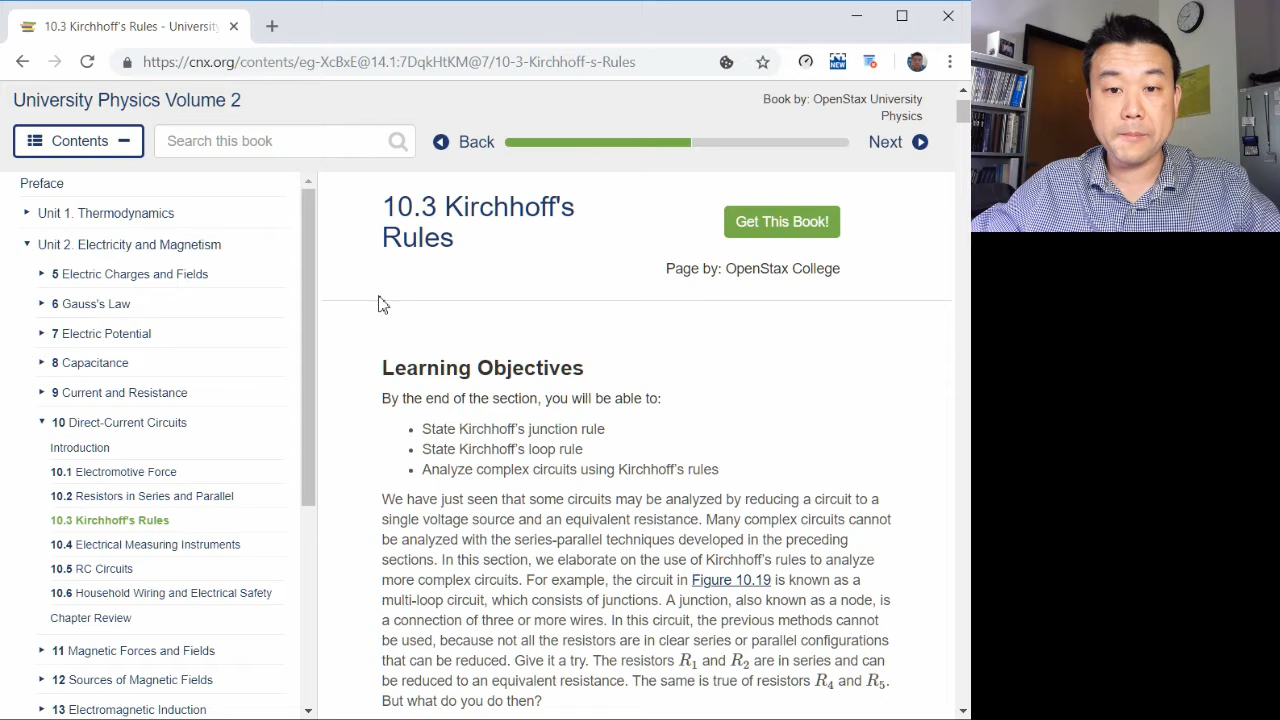 10.3 Kirchhoff's Rules - University
https://cnx.org/contents/eg-XcBxE@14.1:7DqkHtKM@7/10-3-Kirchhoff-s-Rules
NEW
University Physics Volume 2
Book by: OpenStax University
Physics
Contents
Search this book
Back
Next
Preface
Unit 1. Thermodynamics
Unit 2. Electricity and Magnetism
5 Electric Charges and Fields
6 Gauss's Law
7 Electric Potential
8 Capacitance
9 Current and Resistance
10 Direct-Current Circuits
Introduction
10.1 Electromotive Force
10.2 Resistors in Series and Parallel
10.3 Kirchhoff's Rules
10.4 Electrical Measuring Instruments
10.5 RC Circuits
10.6 Household Wiring and Electrical Safety
Chapter Review
11 Magnetic Forces and Fields
12 Sources of Magnetic Fields
13 Electromagnetic Induction
10.3 Kirchhoff's
Rules
Get This Book!
Page by: OpenStax College
Learning Objectives
By the end of the section, you will be able to:
• State Kirchhoff's junction rule
• State Kirchhoff's loop rule
• Analyze complex circuits using Kirchhoff's rules
We have just seen that some circuits may be analyzed by reducing a circuit to a
single voltage source and an equivalent resistance. Many complex circuits cannot
be analyzed with the series-parallel techniques developed in the preceding
sections. In this section, we elaborate on the use of Kirchhoff's rules to analyze
more complex circuits. For example, the circuit in Figure 10.19 is known as a
multi-loop circuit, which consists of junctions. A junction, also known as a node, is
a connection of three or more wires. In this circuit, the previous methods cannot
be used, because not all the resistors are in clear series or parallel configurations
that can be reduced. Give it a try. The resistors R₁ and R₂ are in series and can
be reduced to an equivalent resistance. The same is true of resistors R₄ and R₅.
But what do you do then?